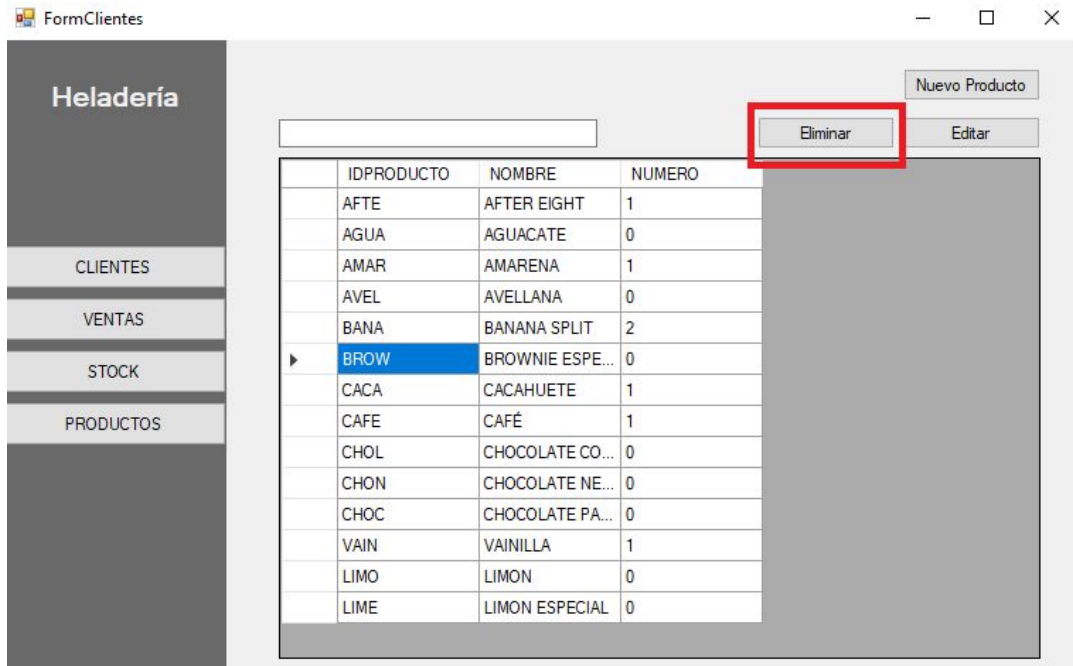 FormClientes
Heladería
CLIENTES
VENTAS
STOCK
PRODUCTOS
Nuevo Producto
Eliminar Editar
IDPRODUCTO NOMBRE NUMERO
AFTE AFTER EIGHT 1
AGUA AGUACATE 0
AMAR AMARENA 1
AVEL AVELLANA 0
BANA BANANA SPLIT 2
BROW BROWNIE ESPE... 0
CACA CACAHUETE 1
CAFE CAFÉ 1
CHOL CHOCOLATE CO... 0
CHON CHOCOLATE NE... 0
CHOC CHOCOLATE PA... 0
VAIN VAINILLA 1
LIMO LIMON 0
LIME LIMON ESPECIAL 0